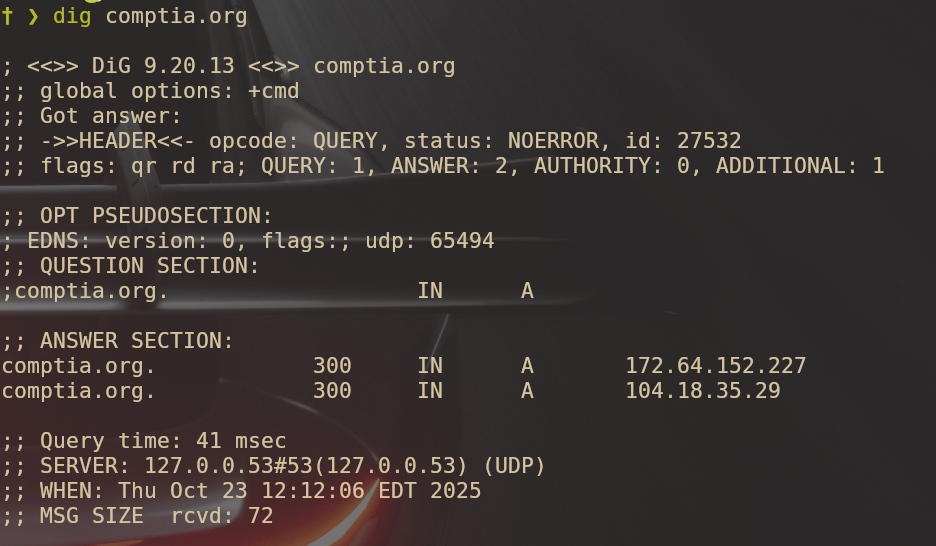 † ❯ dig comptia.org

; <<>> DiG 9.20.13 <<>> comptia.org
;; global options: +cmd
;; Got answer:
;; ->>HEADER<<- opcode: QUERY, status: NOERROR, id: 27532
;; flags: qr rd ra; QUERY: 1, ANSWER: 2, AUTHORITY: 0, ADDITIONAL: 1

;; OPT PSEUDOSECTION:
; EDNS: version: 0, flags:; udp: 65494
;; QUESTION SECTION:
;comptia.org.                   IN      A

;; ANSWER SECTION:
comptia.org.            300     IN      A       172.64.152.227
comptia.org.            300     IN      A       104.18.35.29

;; Query time: 41 msec
;; SERVER: 127.0.0.53#53(127.0.0.53) (UDP)
;; WHEN: Thu Oct 23 12:12:06 EDT 2025
;; MSG SIZE  rcvd: 72